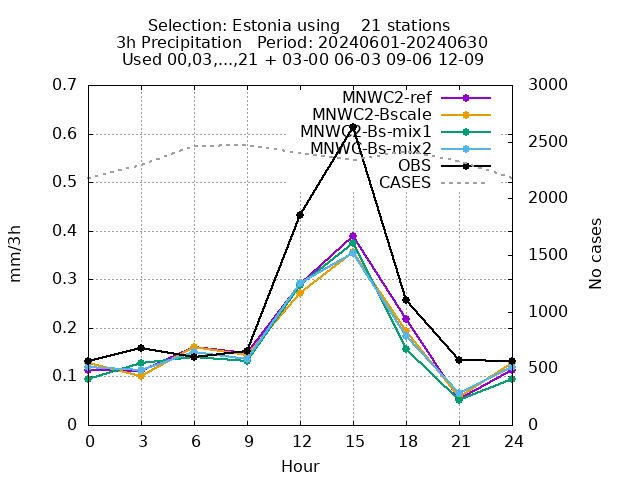 Selection: Estonia using    21 stations
3h Precipitation   Period: 20240601-20240630
Used 00,03,...,21 + 03-00 06-03 09-06 12-09
MNWC2-ref
MNWC2-Bscale
MNWC2-Bs-mix1
MNWC-Bs-mix2
OBS
CASES
mm/3h
0.7
0.6
0.5
0.4
0.3
0.2
0.1
0
No cases
3000
2500
2000
1500
1000
500
0
0 3 6 9 12 15 18 21 24
Hour